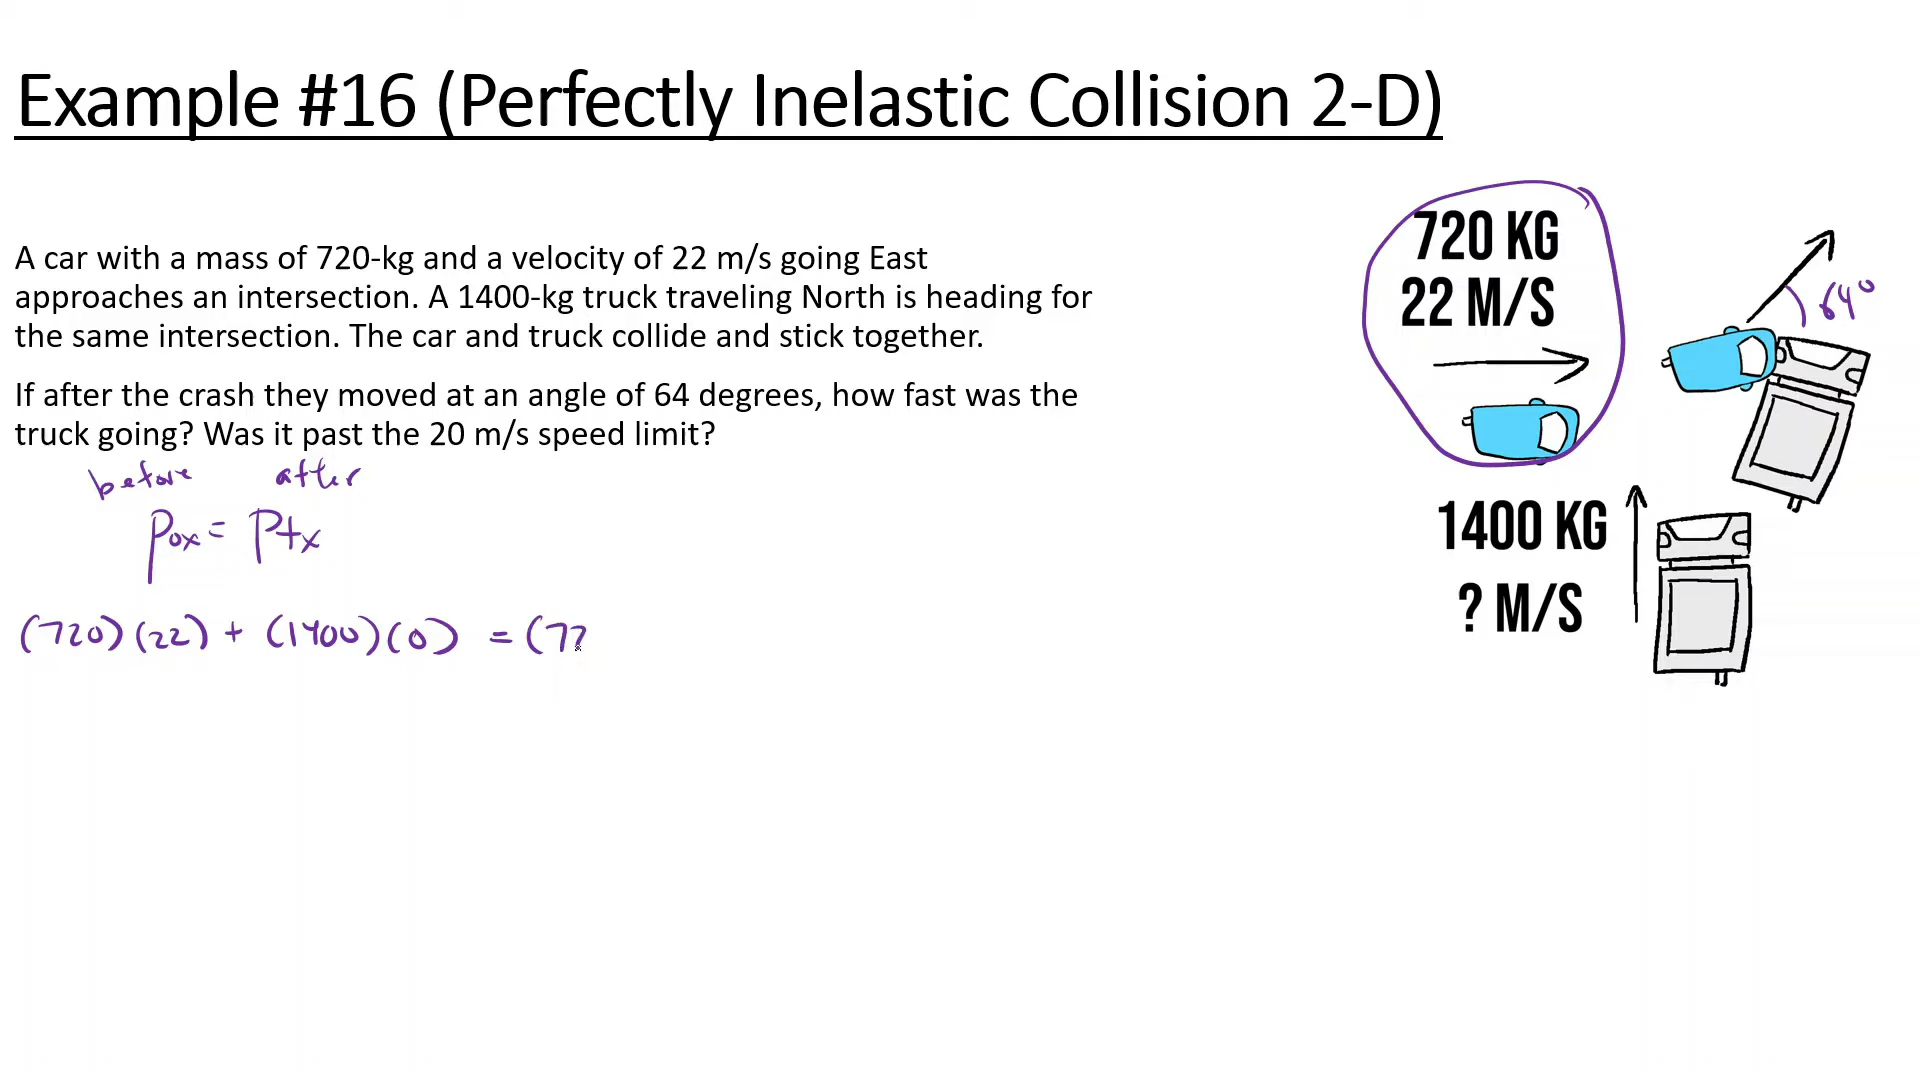 Example #16 (Perfectly Inelastic Collision 2-D)
A car with a mass of 720-kg and a velocity of 22 m/s going East
approaches an intersection. A 1400-kg truck traveling North is heading for
the same intersection. The car and truck collide and stick together.
If after the crash they moved at an angle of 64 degrees, how fast was the
truck going? Was it past the 20 m/s speed limit?
before after
Pox = Pfx
(720)(22) + (1400)(0) = (72
720 KG
22 M/S
64°
1400 KG
? M/S